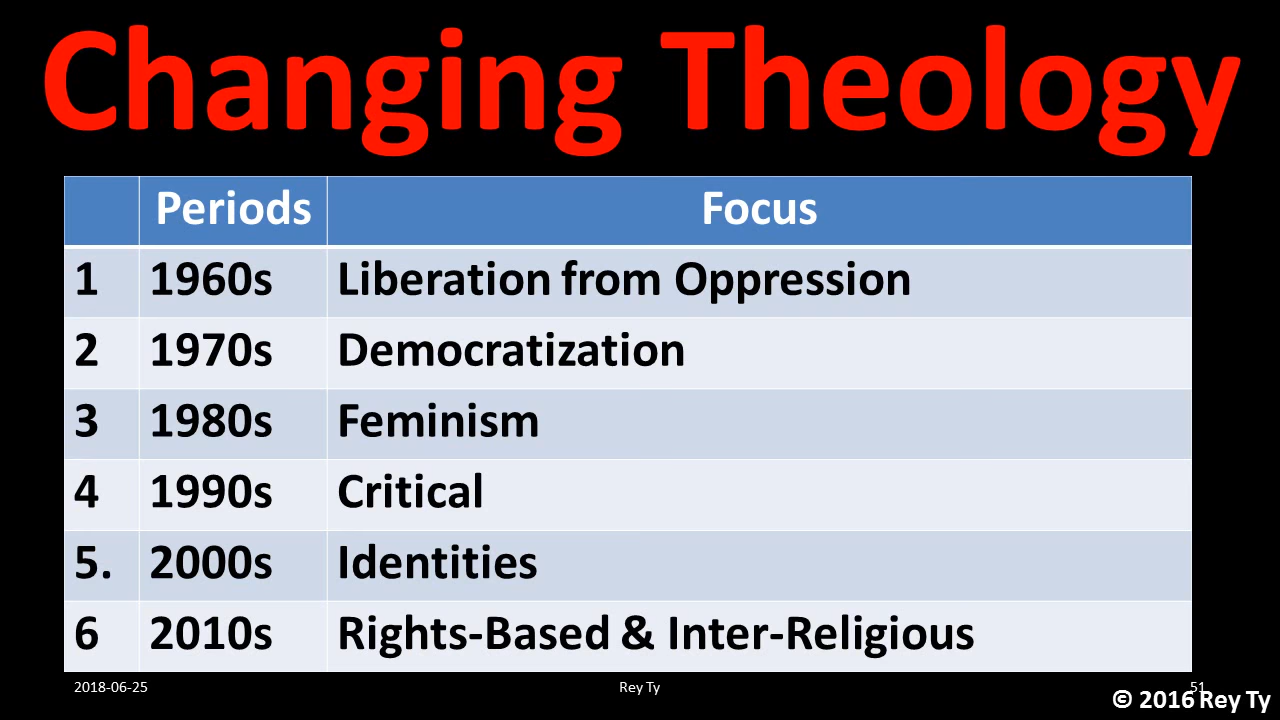 Changing Theology
Periods Focus
1 1960s Liberation from Oppression
2 1970s Democratization
3 1980s Feminism
4 1990s Critical
5. 2000s Identities
6 2010s Rights-Based & Inter-Religious
2018-06-25 Rey Ty 51
© 2016 Rey Ty